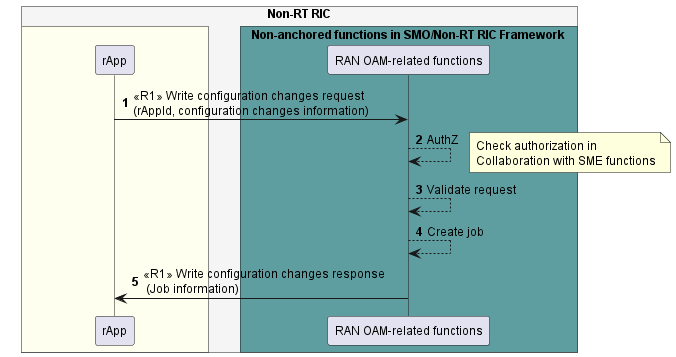 Non-RT RIC
Non-anchored functions in SMO/Non-RT RIC Framework
rApp
RAN OAM-related functions
1 «R1» Write configuration changes request
(rAppId, configuration changes information)
2 AuthZ
Check authorization in
Collaboration with SME functions
3 Validate request
4 Create job
5 «R1» Write configuration changes response
(Job information)
rApp
RAN OAM-related functions